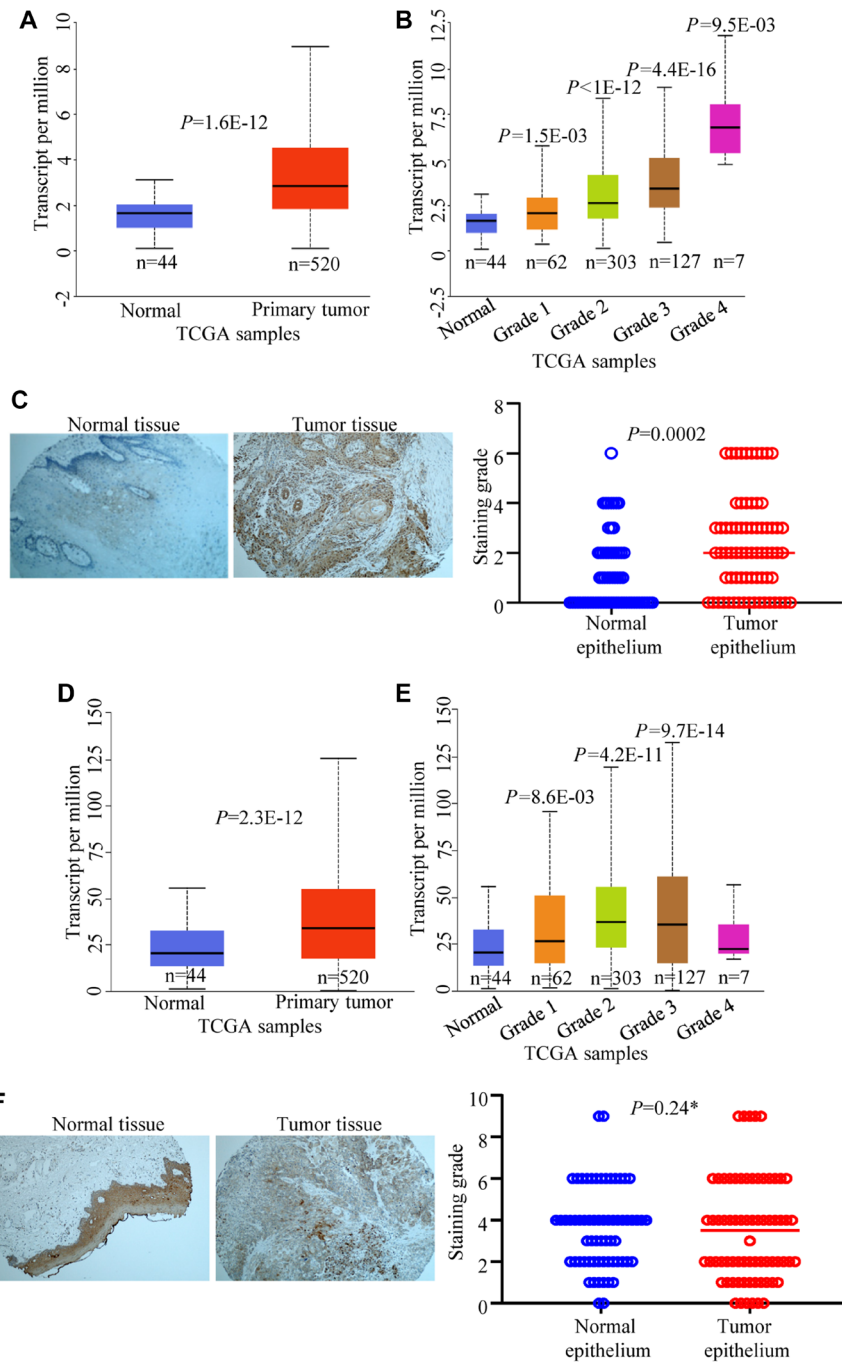 A
Transcript per million
10
8
6
4
2
0
-2
P=1.6E-12
n=44
n=520
Normal
Primary tumor
TCGA samples
B
Transcript per million
12.5
10
7.5
5
2.5
0
-2.5
P=9.5E-03
P=4.4E-16
P<1E-12
P=1.5E-03
n=44
n=62
n=303
n=127
n=7
Normal
Grade 1
Grade 2
Grade 3
Grade 4
TCGA samples
C
Normal tissue
Tumor tissue
Staining grade
8
6
4
2
0
P=0.0002
Normal epithelium
Tumor epithelium
D
Transcript per million
150
125
100
75
50
25
0
P=2.3E-12
n=44
n=520
Normal
Primary tumor
TCGA samples
E
Transcript per million
150
125
100
75
50
25
0
P=9.7E-14
P=4.2E-11
P=8.6E-03
n=44
n=62
n=303
n=127
n=7
Normal
Grade 1
Grade 2
Grade 3
Grade 4
TCGA samples
F
Normal tissue
Tumor tissue
Staining grade
10
8
6
4
2
0
P=0.24*
Normal epithelium
Tumor epithelium